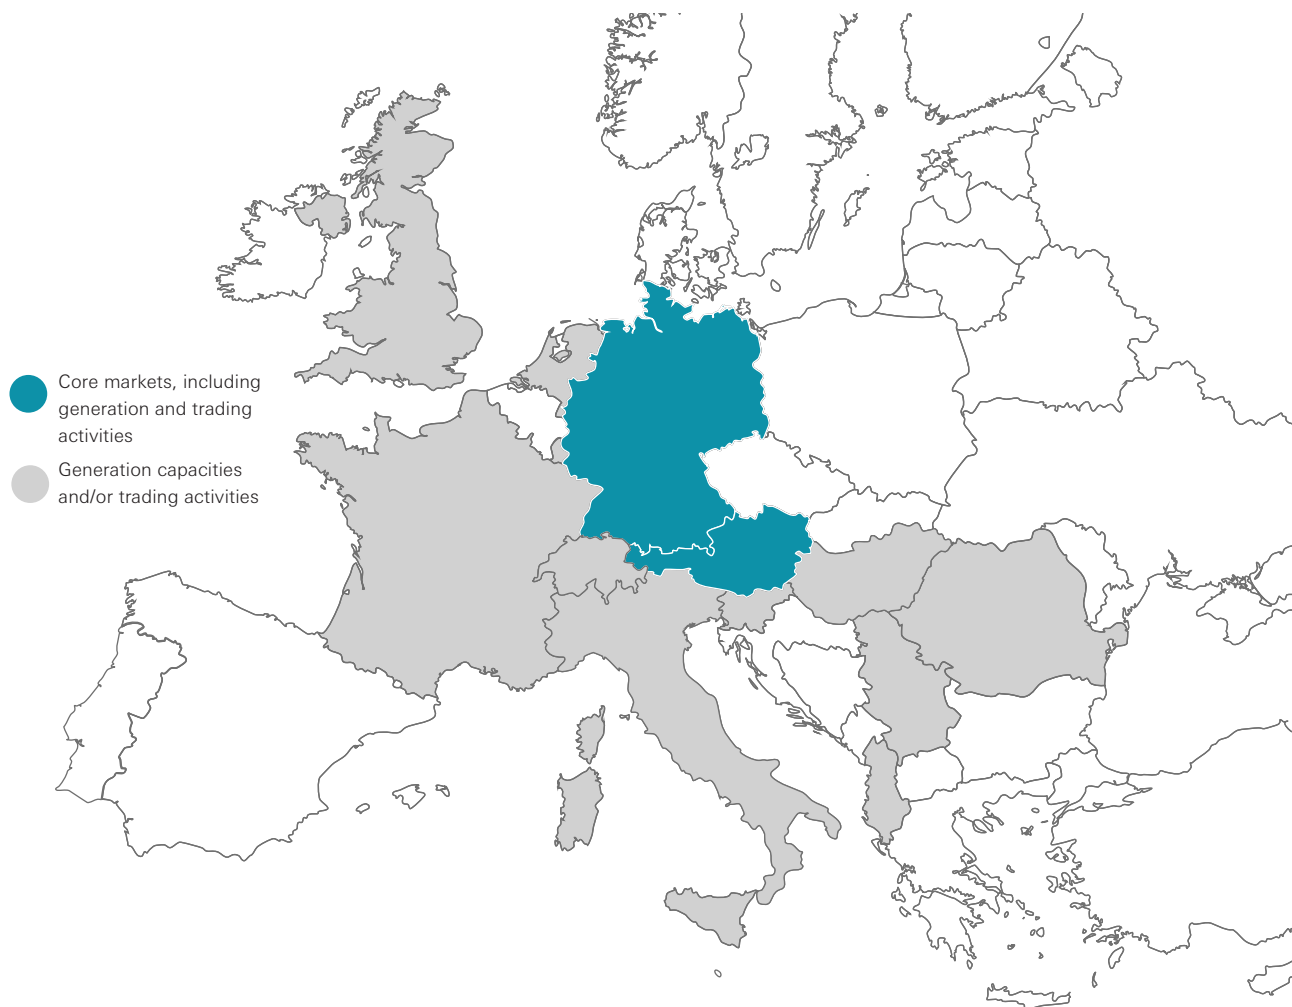 Core markets, including
generation and trading
activities
Generation capacities
and/or trading activities